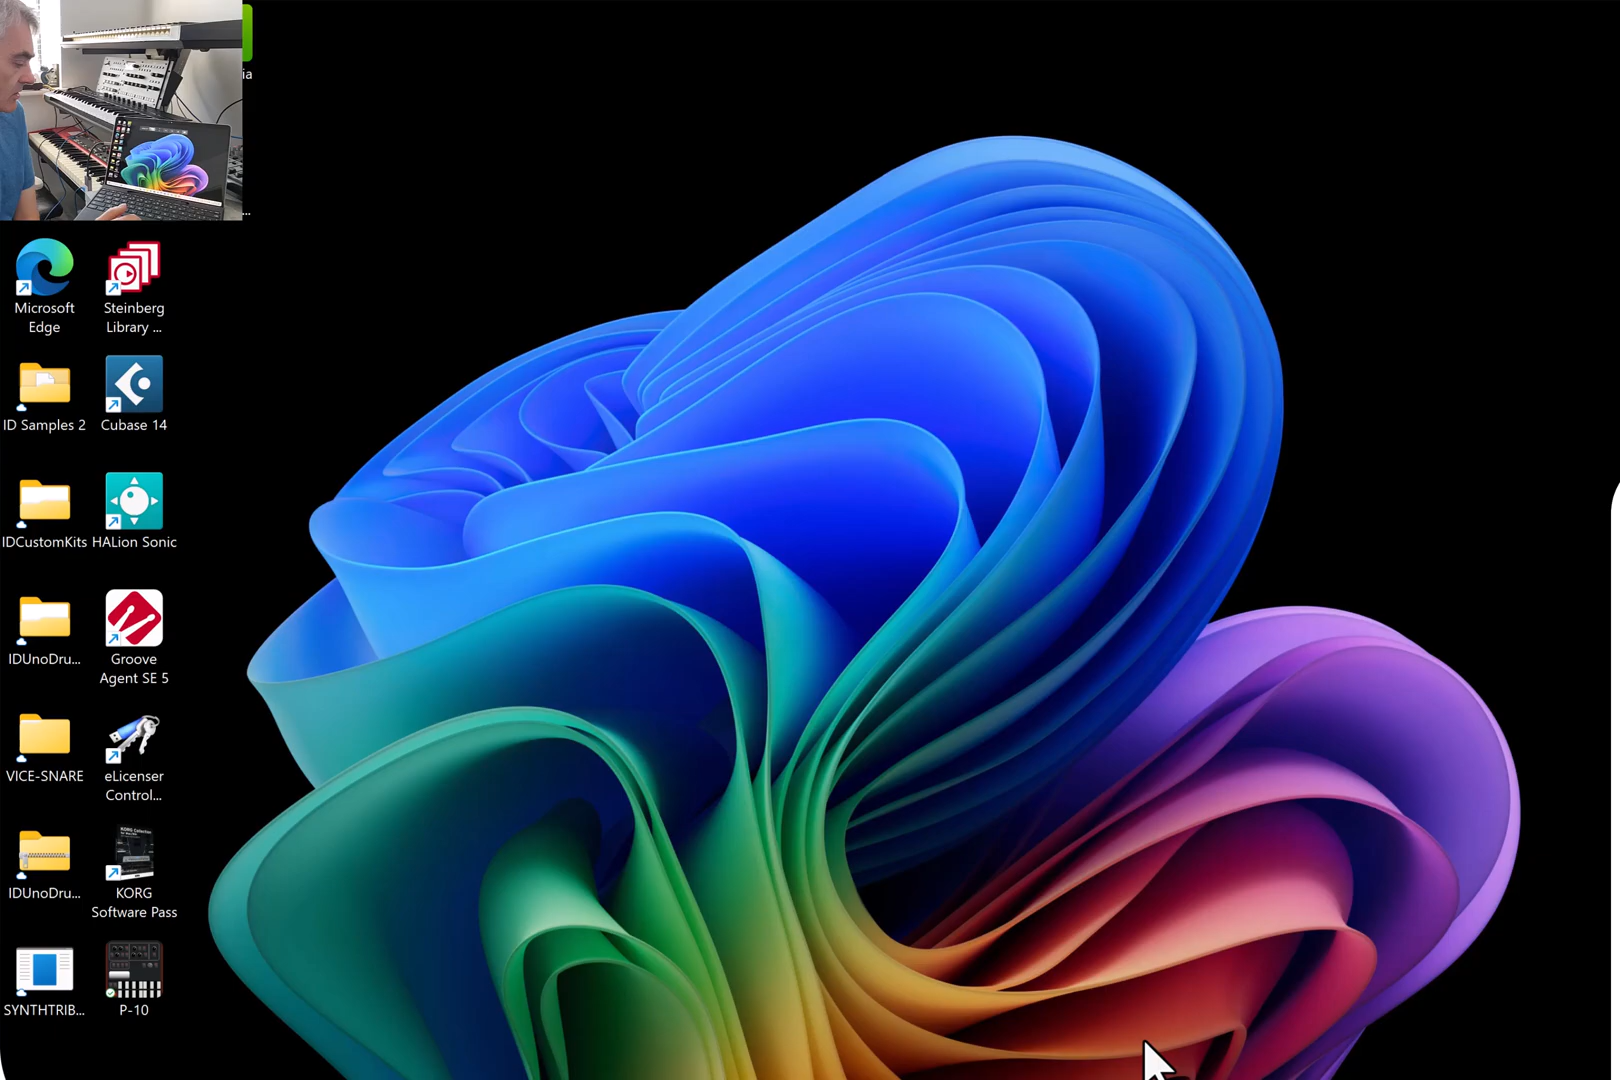 ia
...
Microsoft
Edge
Steinberg
Library ...
ID Samples 2
Cubase 14
IDCustomKits
HALion Sonic
IDUnoDru...
Groove
Agent SE 5
VICE-SNARE
eLicenser
Control...
IDUnoDru...
KORG
Software Pass
SYNTHTRIB...
P-10